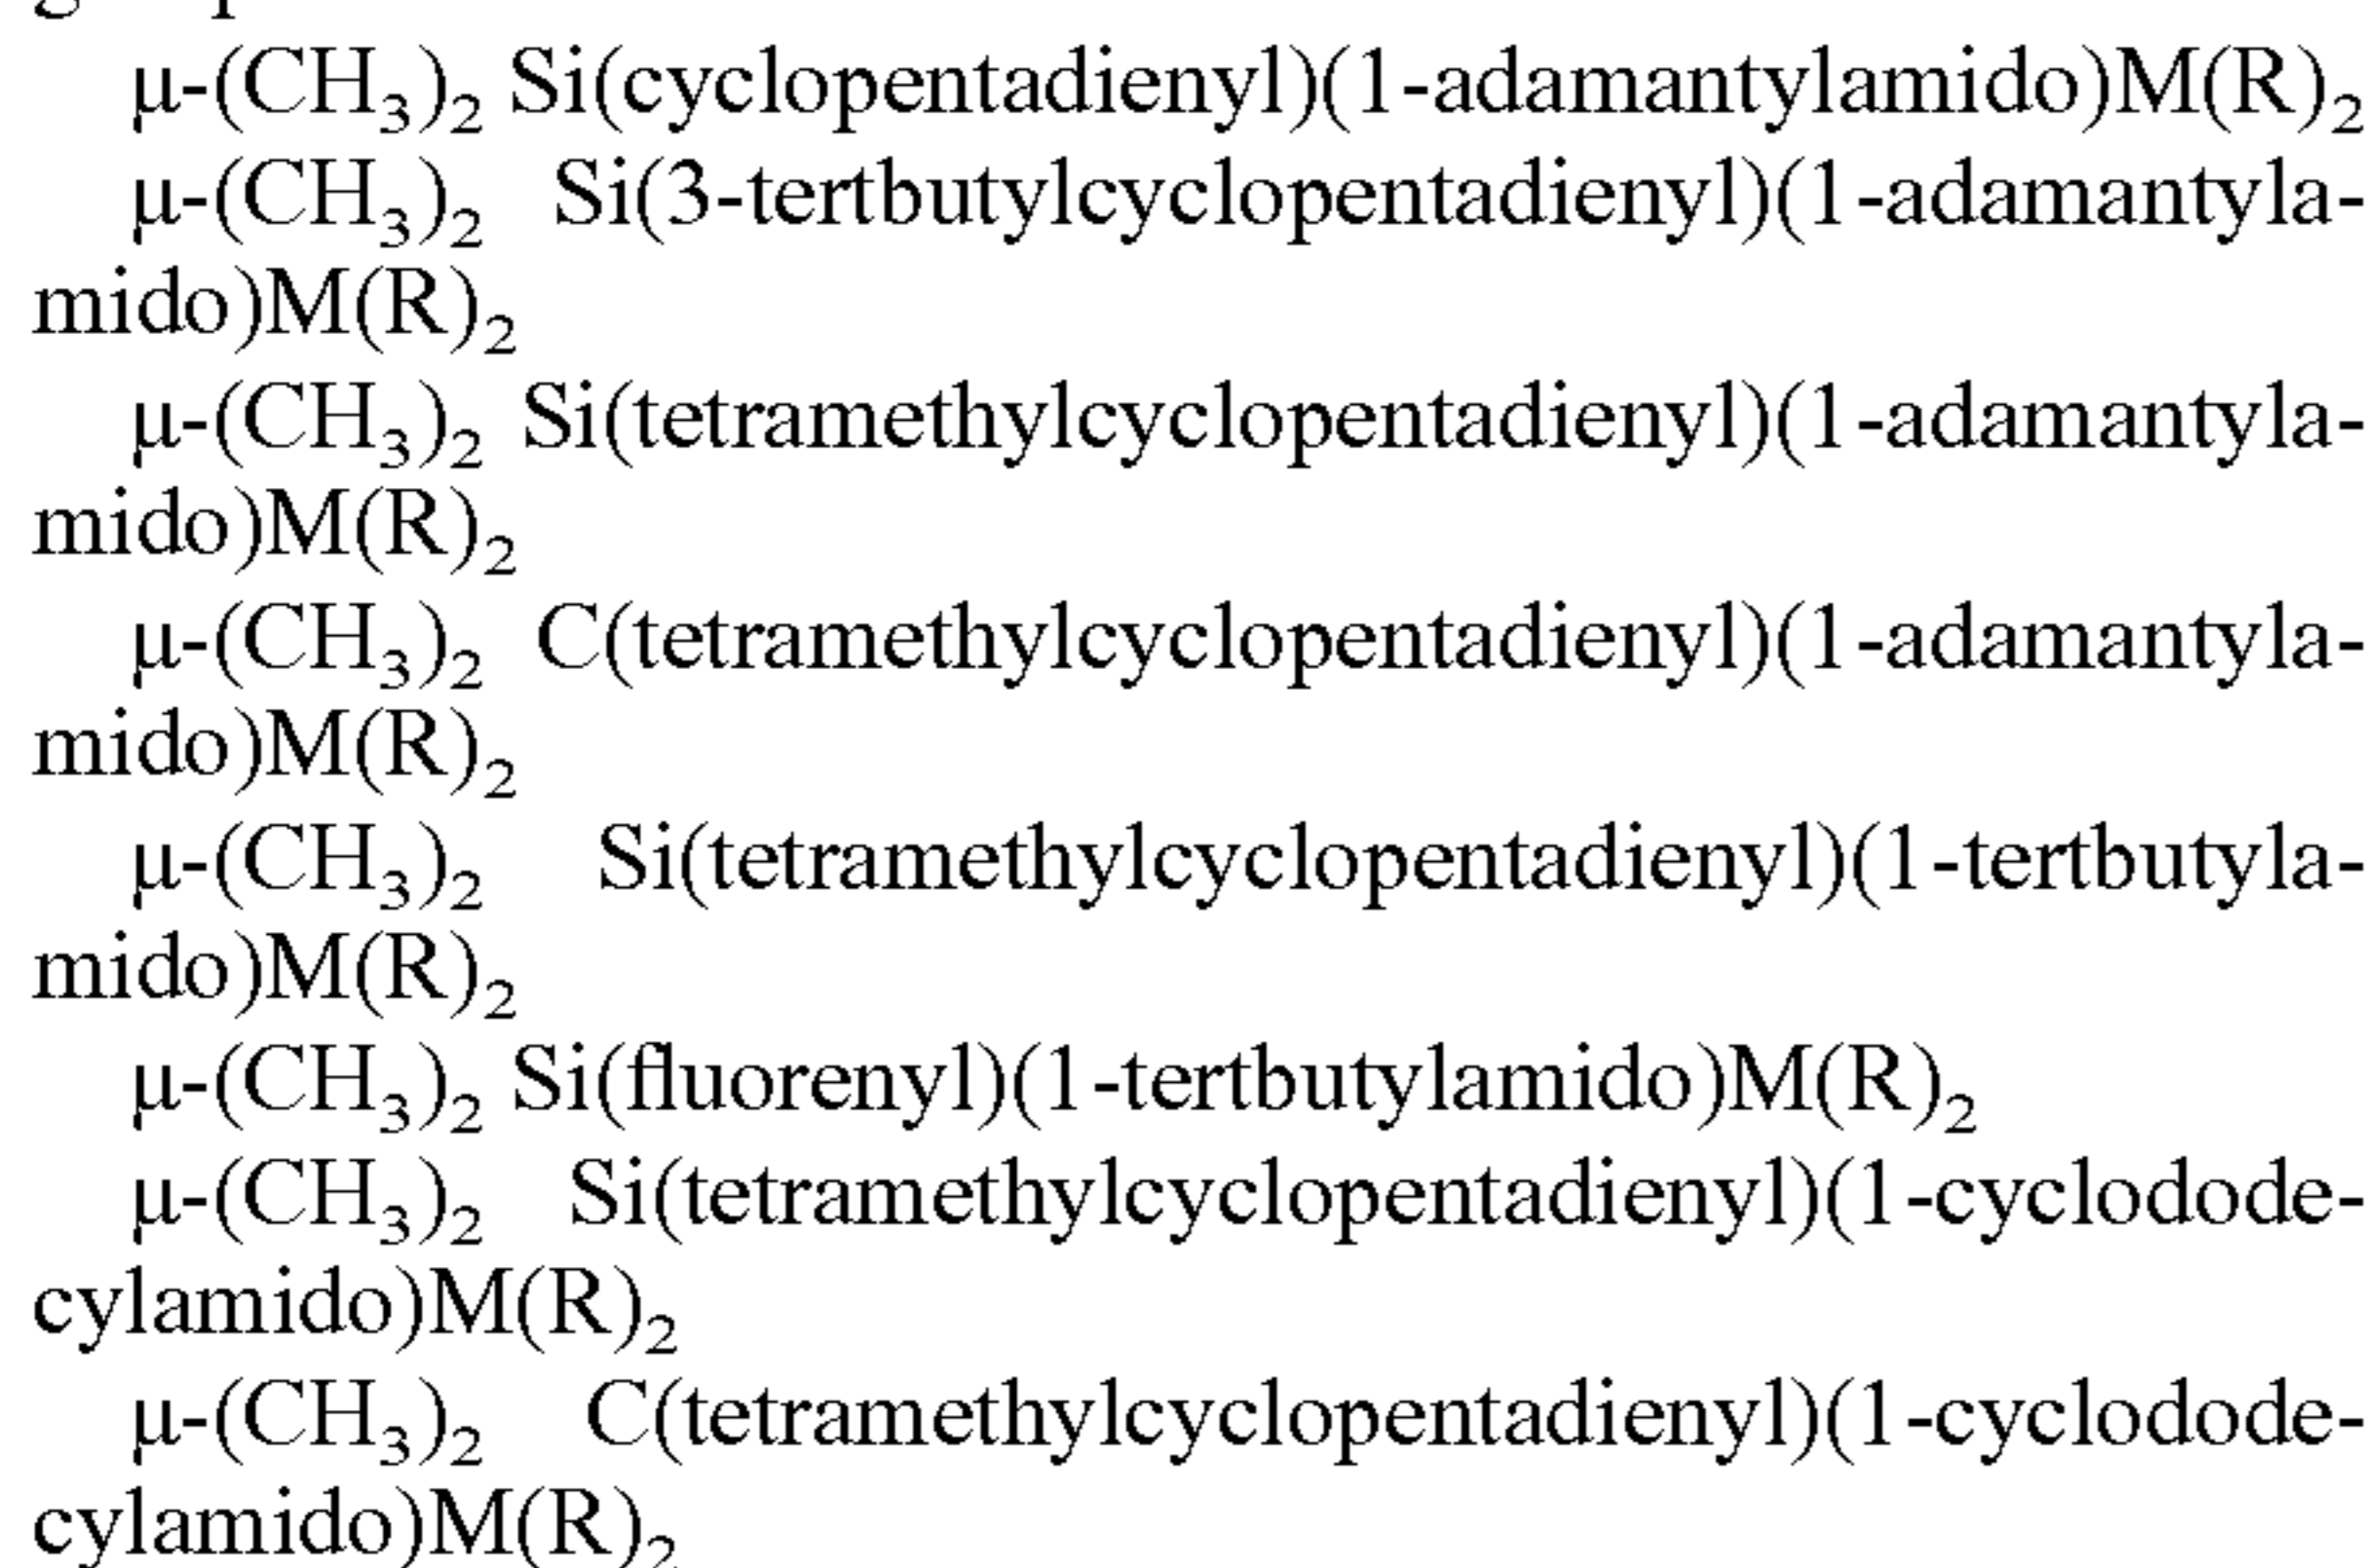 μ-(CH₃)₂ Si(cyclopentadienyl)(1-adamantylamido)M(R)₂
μ-(CH₃)₂ Si(3-tertbutylcyclopentadienyl)(1-adamantyla-
mido)M(R)₂
μ-(CH₃)₂ Si(tetramethylcyclopentadienyl)(1-adamantyla-
mido)M(R)₂
μ-(CH₃)₂ C(tetramethylcyclopentadienyl)(1-adamantyla-
mido)M(R)₂
μ-(CH₃)₂ Si(tetramethylcyclopentadienyl)(1-tertbutyla-
mido)M(R)₂
μ-(CH₃)₂ Si(fluorenyl)(1-tertbutylamido)M(R)₂
μ-(CH₃)₂ Si(tetramethylcyclopentadienyl)(1-cyclodode-
cylamido)M(R)₂
μ-(CH₃)₂ C(tetramethylcyclopentadienyl)(1-cyclodode-
cylamido)M(R)₂